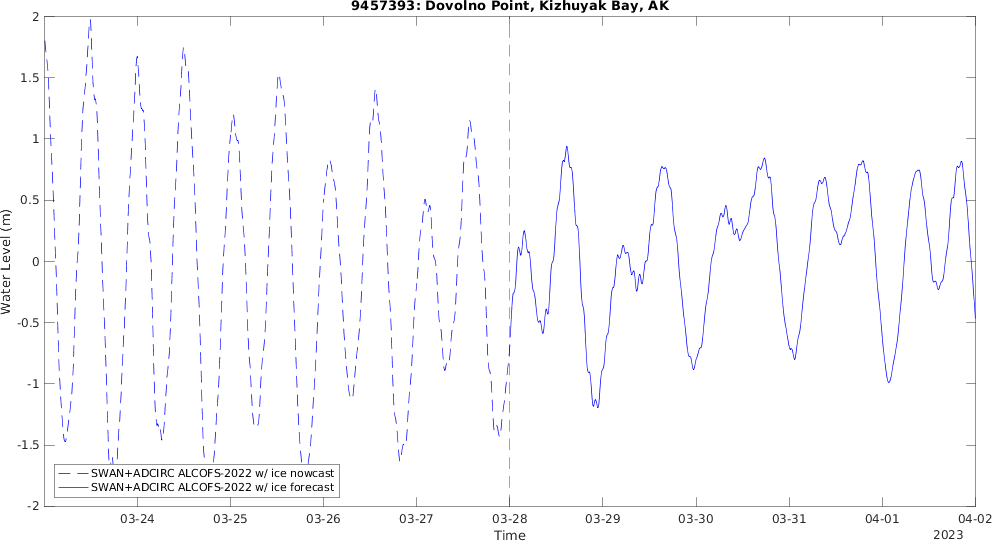 9457393: Dovolno Point, Kizhuyak Bay, AK
2
1.5
1
0.5
0
-0.5
-1
-1.5
-2
Water Level (m)
SWAN+ADCIRC ALCOFS-2022 w/ ice nowcast
SWAN+ADCIRC ALCOFS-2022 w/ ice forecast
03-24 03-25 03-26 03-27 03-28 03-29 03-30 03-31 04-01 04-02
Time
2023